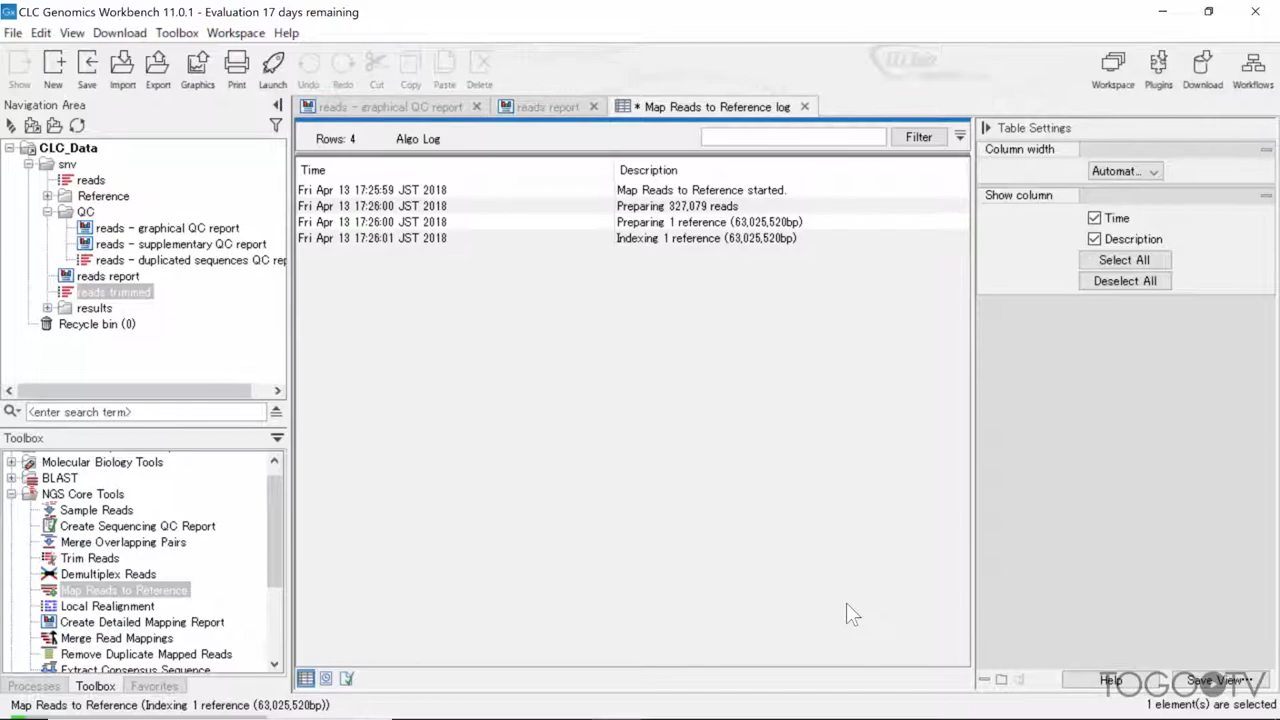 CLC Genomics Workbench 11.0.1 - Evaluation 17 days remaining
File Edit View Download Toolbox Workspace Help
Show New Save Import Export Graphics Print Launch Undo Redo Cut Copy Paste Delete Workspace Plugins Download Workflows
Navigation Area
reads - graphical QC report
reads report
* Map Reads to Reference log
Rows: 4 Algo Log
Filter
Table Settings
Column width
Automat...
Show column
Time
Description
Select All
Deselect All
CLC_Data
snv
reads
Reference
QC
reads - graphical QC report
reads - supplementary QC report
reads - duplicated sequences QC rep
reads report
reads trimmed
results
Recycle bin (0)
<enter search term>
Time Description
Fri Apr 13 17:25:59 JST 2018 Map Reads to Reference started.
Fri Apr 13 17:26:00 JST 2018 Preparing 327,079 reads
Fri Apr 13 17:26:00 JST 2018 Preparing 1 reference (63,025,520bp)
Fri Apr 13 17:26:01 JST 2018 Indexing 1 reference (63,025,520bp)
Toolbox
Molecular Biology Tools
BLAST
NGS Core Tools
Sample Reads
Create Sequencing QC Report
Merge Overlapping Pairs
Trim Reads
Demultiplex Reads
Map Reads to Reference
Local Realignment
Create Detailed Mapping Report
Merge Read Mappings
Remove Duplicate Mapped Reads
Extract Consensus Sequence
Processes Toolbox Favorites
Help Save View...
TOGOTV
Map Reads to Reference (Indexing 1 reference (63,025,520bp))
1 element(s) are selected